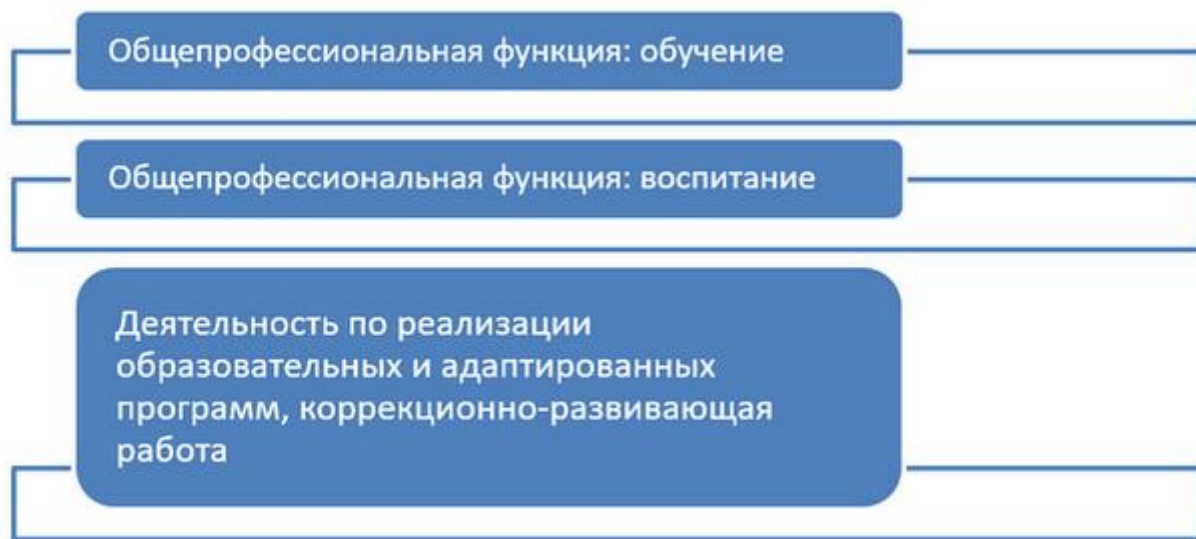 Общепрофессиональная функция: обучение
Общепрофессиональная функция: воспитание
Деятельность по реализации
образовательных и адаптированных
программ, коррекционно-развивающая
работа